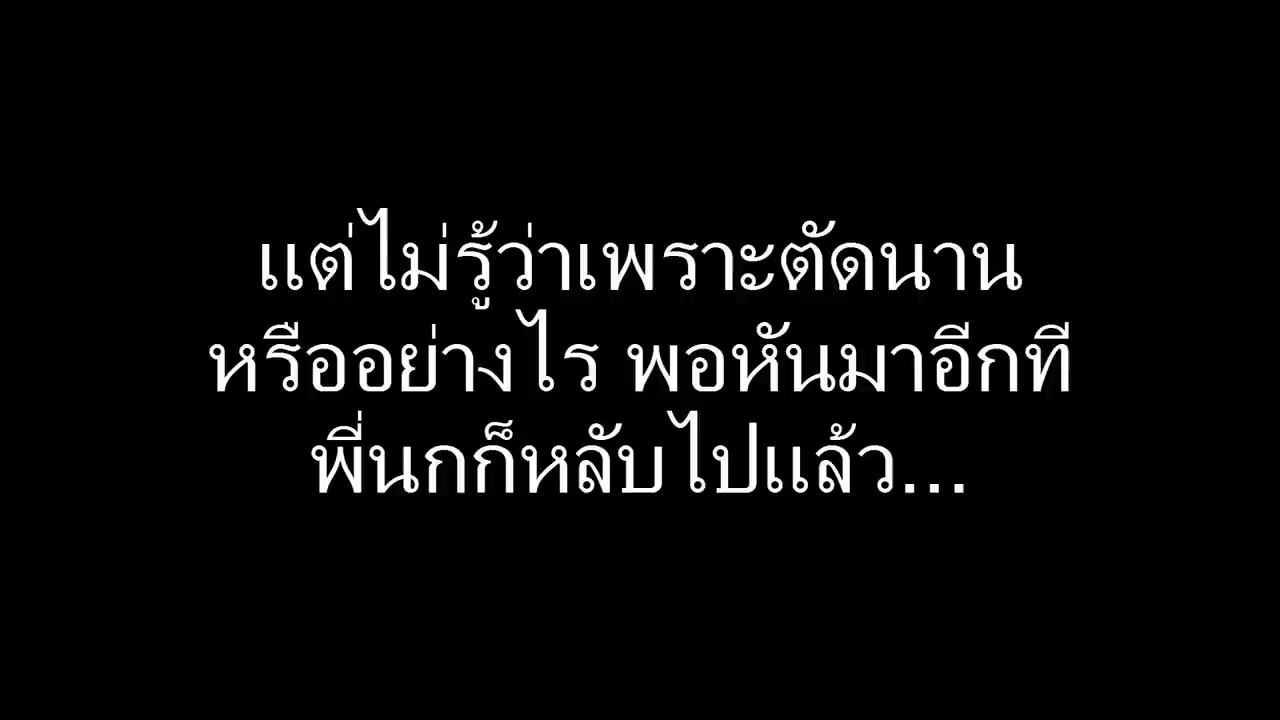 แต่ไม่รู้ว่าเพราะตัดนาน
หรืออย่างไร พอหันมาอีกที
พี่นกก็หลับไปแล้ว...